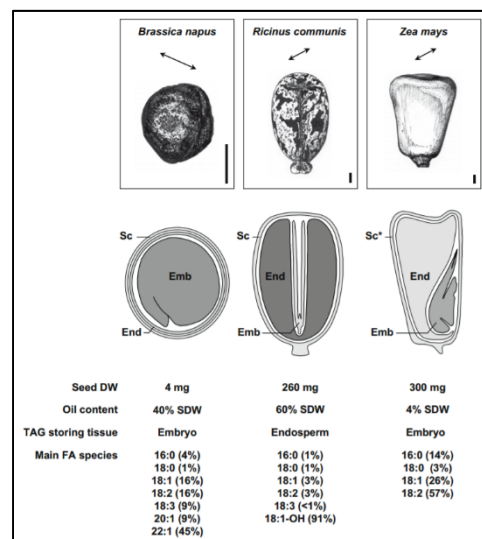 Brassica napus Ricinus communis Zea mays
Sc Sc Sc*
Emb End End
End Emb Emb
Seed DW 4 mg 260 mg 300 mg
Oil content 40% SDW 60% SDW 4% SDW
TAG storing tissue Embryo Endosperm Embryo
Main FA species 16:0 (4%) 16:0 (1%) 16:0 (14%)
18:0 (1%) 18:0 (1%) 18:0 (3%)
18:1 (16%) 18:1 (3%) 18:1 (26%)
18:2 (16%) 18:2 (3%) 18:2 (57%)
18:3 (9%) 18:3 (<1%)
20:1 (9%) 18:1-OH (91%)
22:1 (45%)